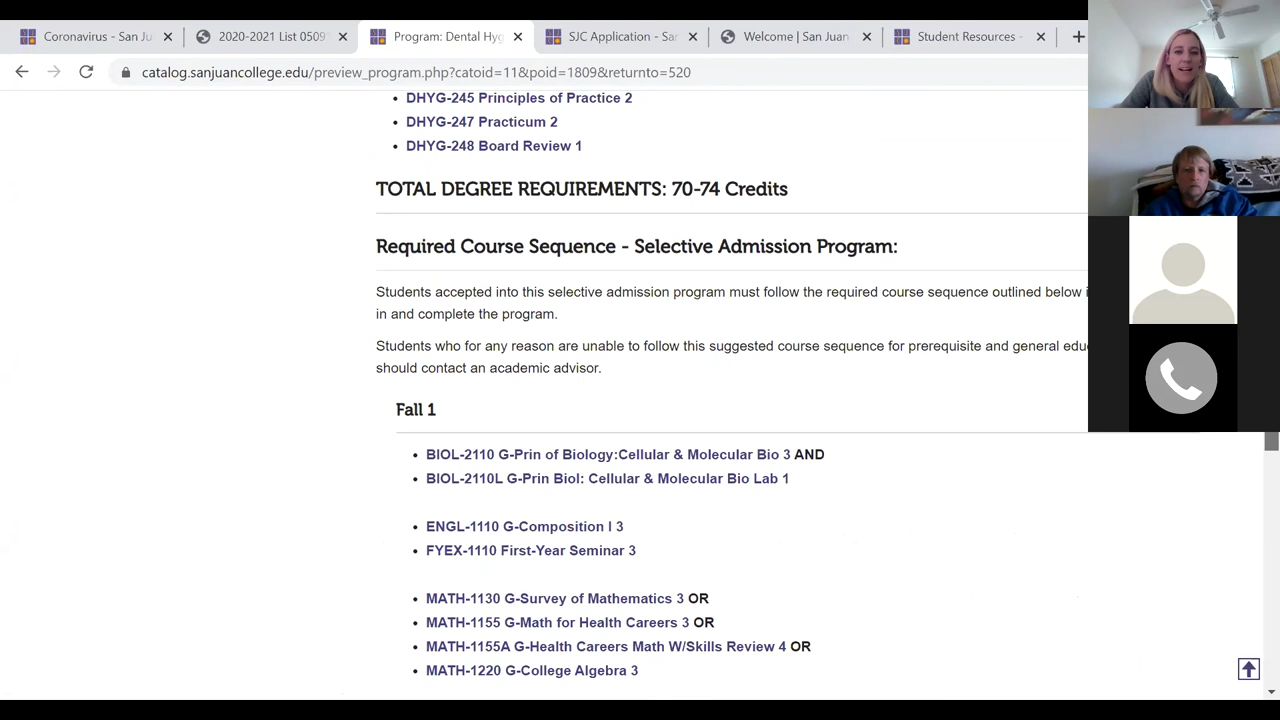 Coronavirus - San Ju
2020-2021 List 0509
Program: Dental Hyg
SJC Application - Sa
Welcome | San Juan
Student Resources -
catalog.sanjuancollege.edu/preview_program.php?catoid=11&poid=1809&returnto=520
DHYG-245 Principles of Practice 2
DHYG-247 Practicum 2
DHYG-248 Board Review 1
TOTAL DEGREE REQUIREMENTS: 70-74 Credits
Required Course Sequence - Selective Admission Program:
Students accepted into this selective admission program must follow the required course sequence outlined below i
in and complete the program.
Students who for any reason are unable to follow this suggested course sequence for prerequisite and general edu
should contact an academic advisor.
Fall 1
BIOL-2110 G-Prin of Biology:Cellular & Molecular Bio 3 AND
BIOL-2110L G-Prin Biol: Cellular & Molecular Bio Lab 1
ENGL-1110 G-Composition I 3
FYEX-1110 First-Year Seminar 3
MATH-1130 G-Survey of Mathematics 3 OR
MATH-1155 G-Math for Health Careers 3 OR
MATH-1155A G-Health Careers Math W/Skills Review 4 OR
MATH-1220 G-College Algebra 3